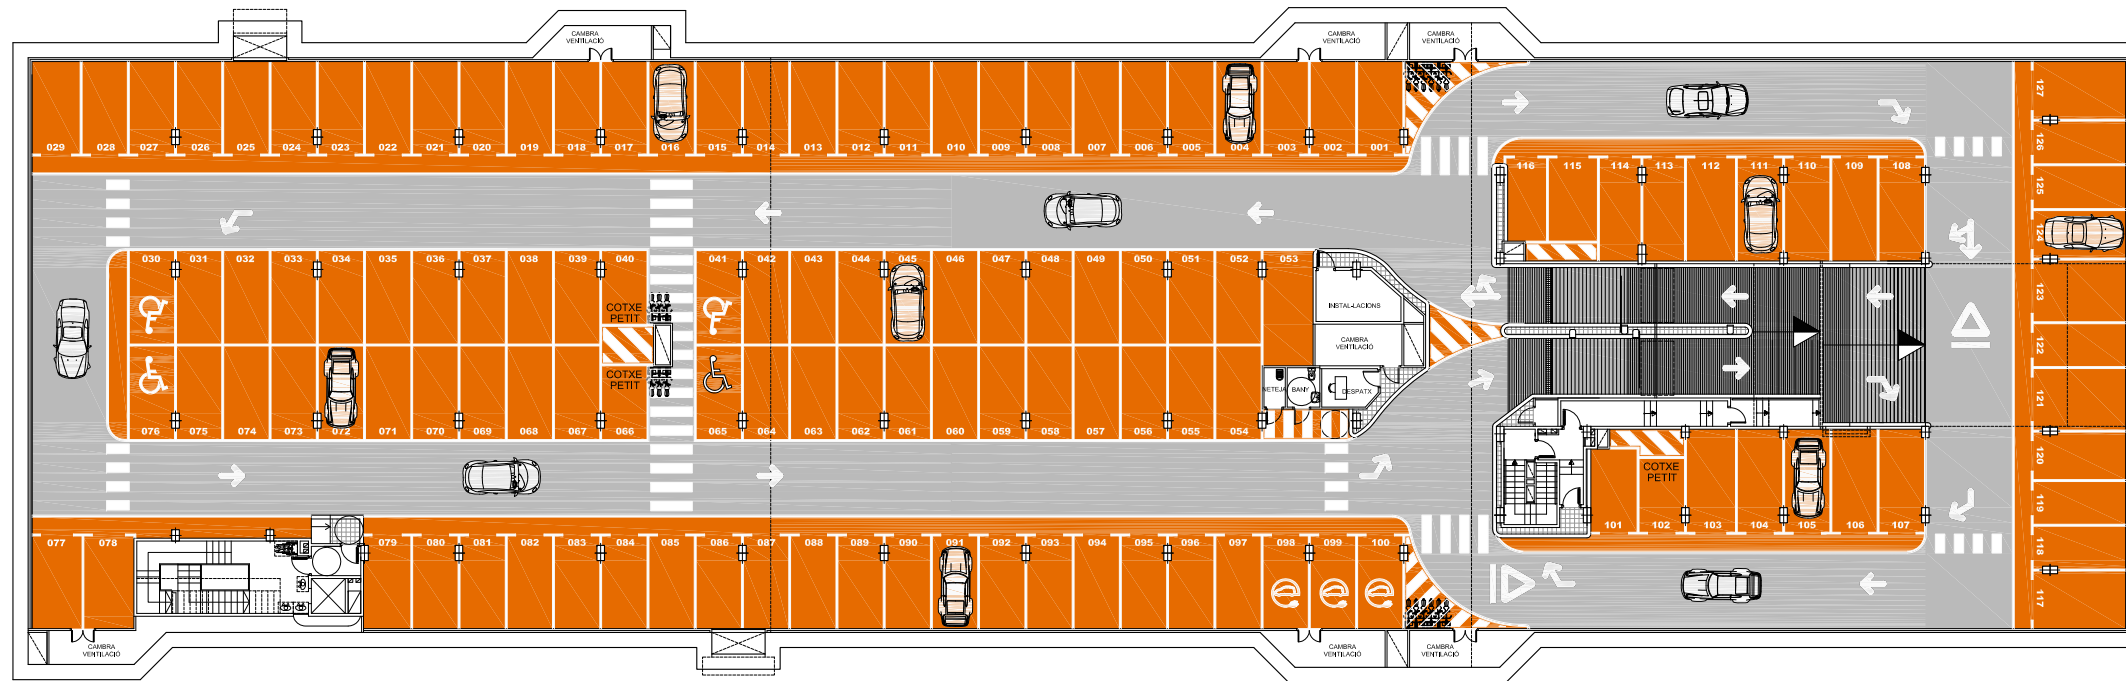 CAMBRA
VENTILACIÓ
CAMBRA
VENTILACIÓ
CAMBRA
VENTILACIÓ
029 028 027 026 025 024 023 022 021 020 019 018 017 016 015 014 013 012 011 010 009 008 007 006 005 004 003 002 001
127
126
125
124
123
122
121
120
119
118
117
116 115 114 113 112 111 110 109 108
030 031 032 033 034 035 036 037 038 039 040 041 042 043 044 045 046 047 048 049 050 051 052 053
COTXE
PETIT
INSTAL·LACIONS
CAMBRA
VENTILACIÓ
COTXE
PETIT
NETEJA BANY DESPATX
076 075 074 073 072 071 070 069 068 067 066 065 064 063 062 061 060 059 058 057 056 055 054
COTXE
PETIT
101 102 103 104 105 106 107
077 078 079 080 081 082 083 084 085 086 087 088 089 090 091 092 093 094 095 096 097 098 099 100
CAMBRA
VENTILACIÓ
CAMBRA
VENTILACIÓ
CAMBRA
VENTILACIÓ